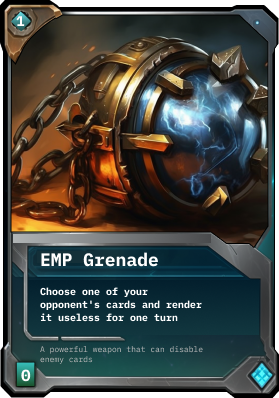 1
EMP Grenade
Choose one of your
opponent's cards and render
it useless for one turn
A powerful weapon that can disable
enemy cards
0